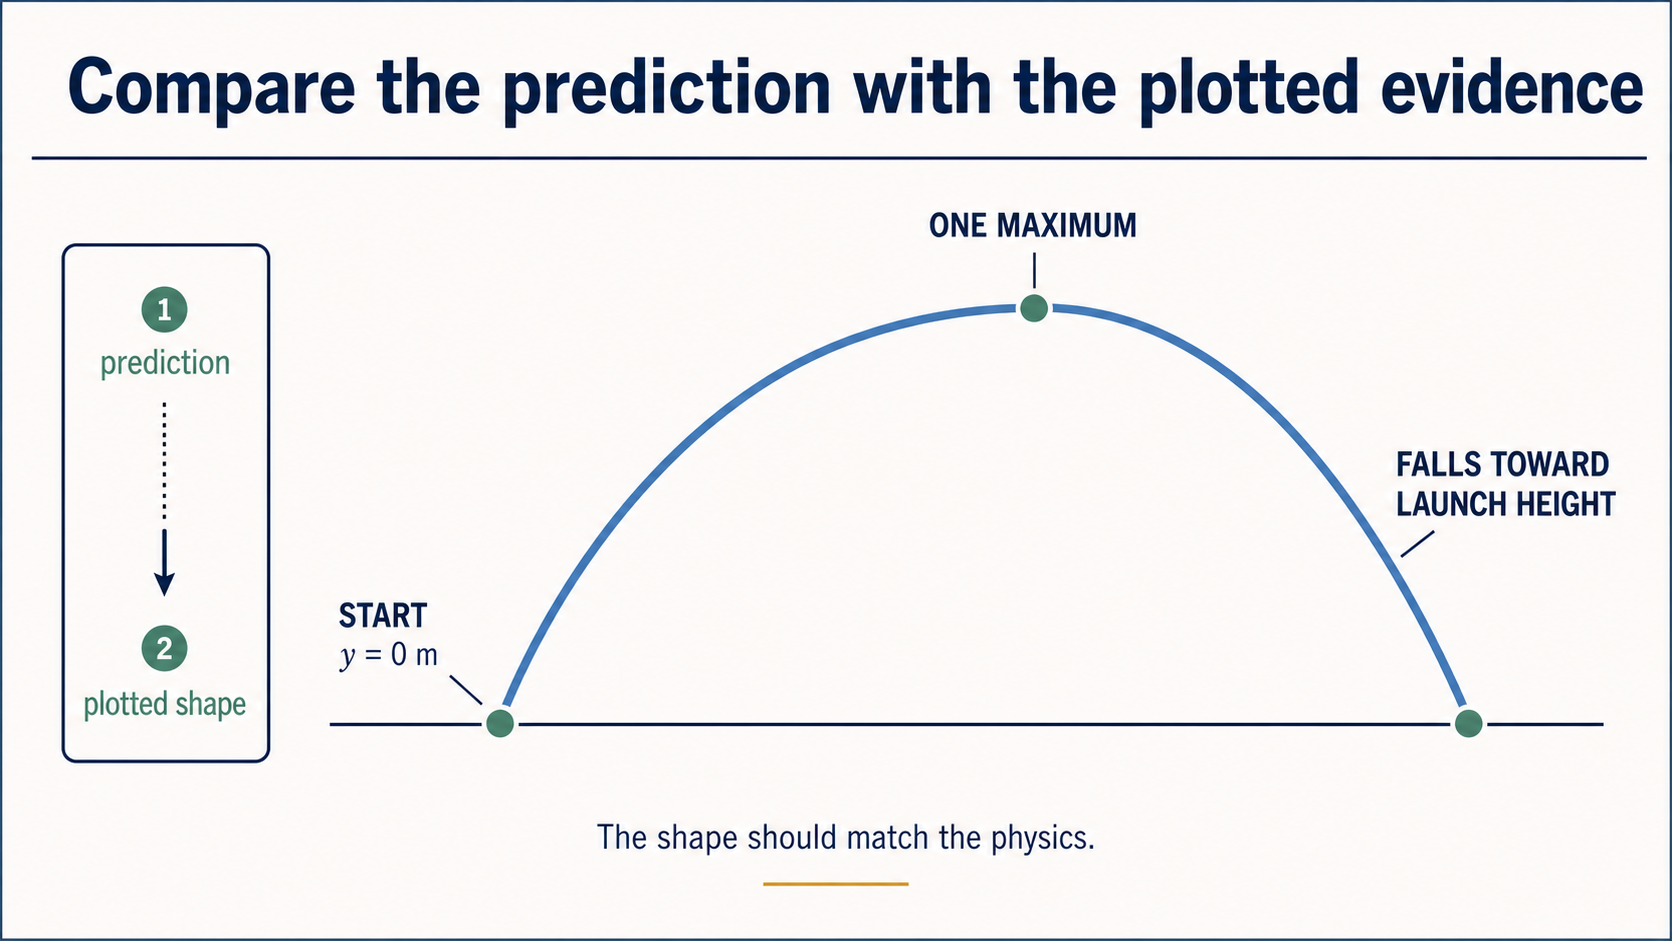 Compare the prediction with the plotted evidence
1
prediction
2
plotted shape
ONE MAXIMUM
FALLS TOWARD
LAUNCH HEIGHT
START
y = 0 m
The shape should match the physics.